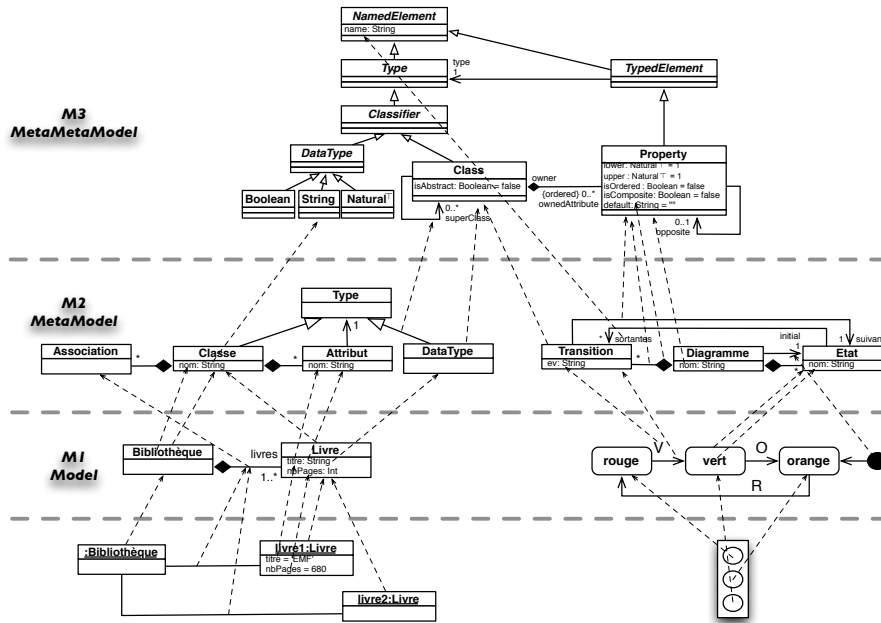 NamedElement
name: String
Type
type
1
TypedElement
M3
MetaMetaModel
Classifier
DataType
Boolean
String
Natural⊤
Class
isAbstract: Boolean = false
0..*
superClass
owner
{ordered} 0..*
ownedAttribute
Property
lower: Natural⊤ = 1
upper : Natural⊤ = 1
isOrdered : Boolean = false
isComposite: Boolean = false
default: String = ""
0..1
opposite
M2
MetaModel
Type
1
Association
*
Classe
nom: String
*
Attribut
nom: String
DataType
*
sortantes
Transition
ev: String
*
Diagramme
nom: String
initial
1
*
1
suivant
Etat
nom: String
M1
Model
Bibliothèque
livres
1..*
Livre
titre: String
nbPages: Int
rouge
V
vert
O
orange
R
:Bibliothèque
livre1:Livre
titre = 'EMF'
nbPages = 680
livre2:Livre